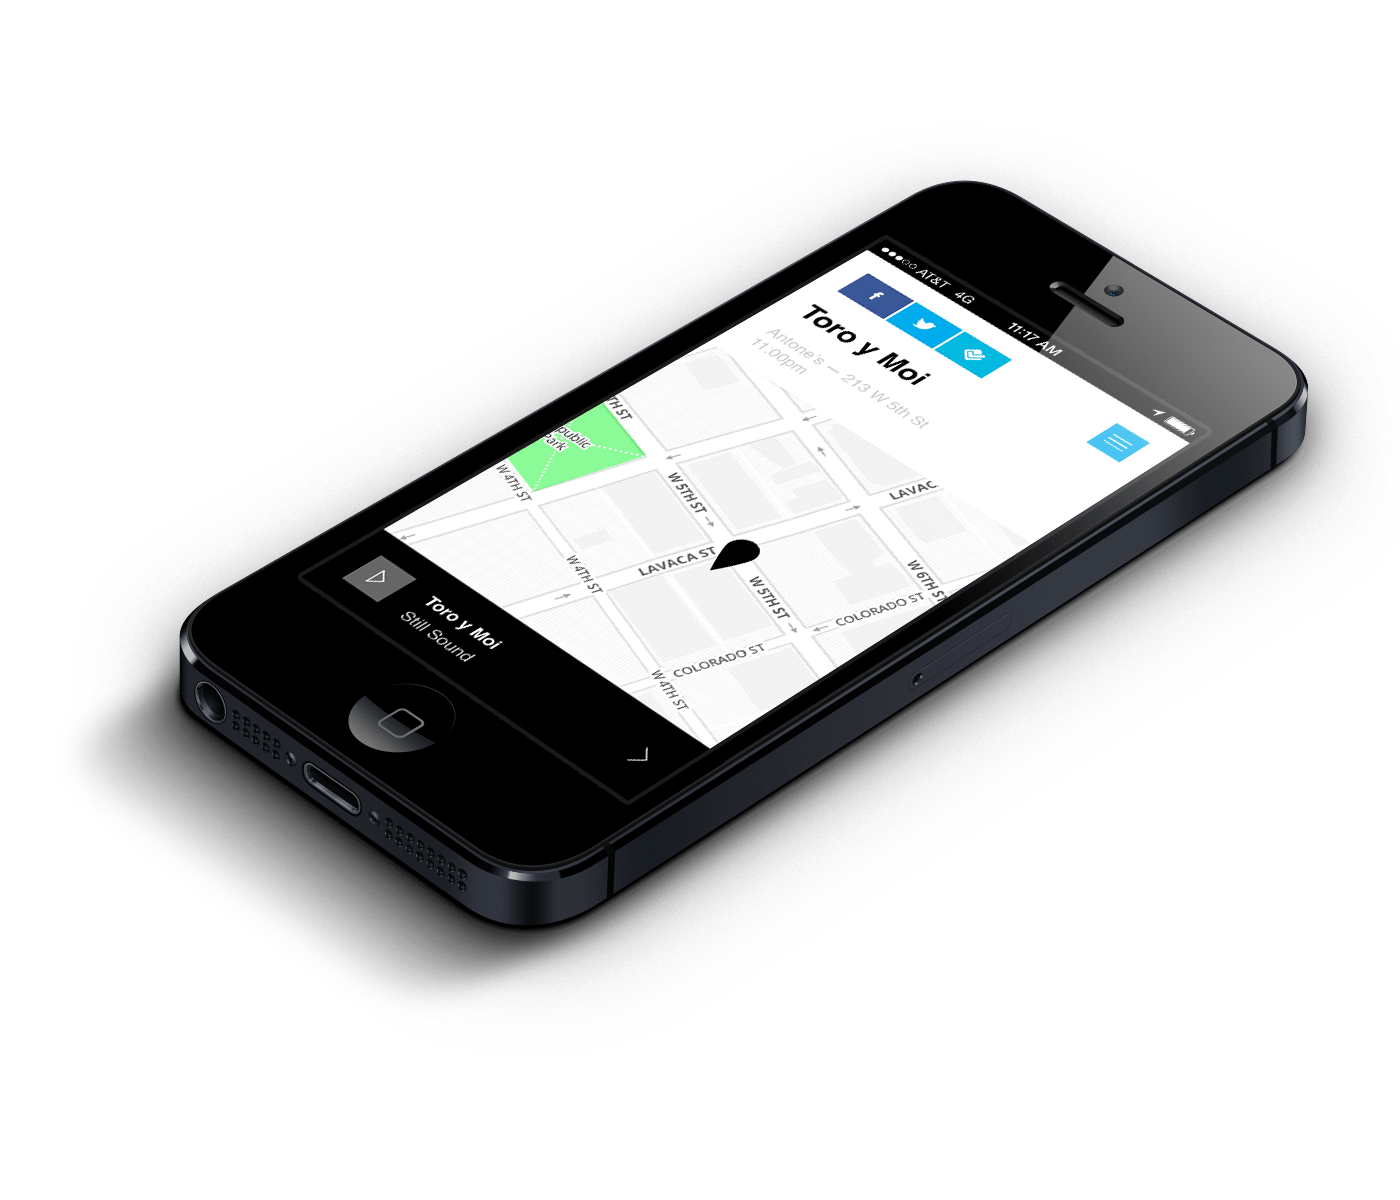 AT&T 4G
11:17 AM
f
Toro y Moi
Antone's — 213 W 5th St
11:00pm
TH ST
public
Park
W 4TH ST
W 5TH ST
LAVAC
LAVACA ST
W 4TH ST
W 5TH ST
W 6TH ST
COLORADO ST
COLORADO ST
W 4TH ST
Toro y Moi
Still Sound